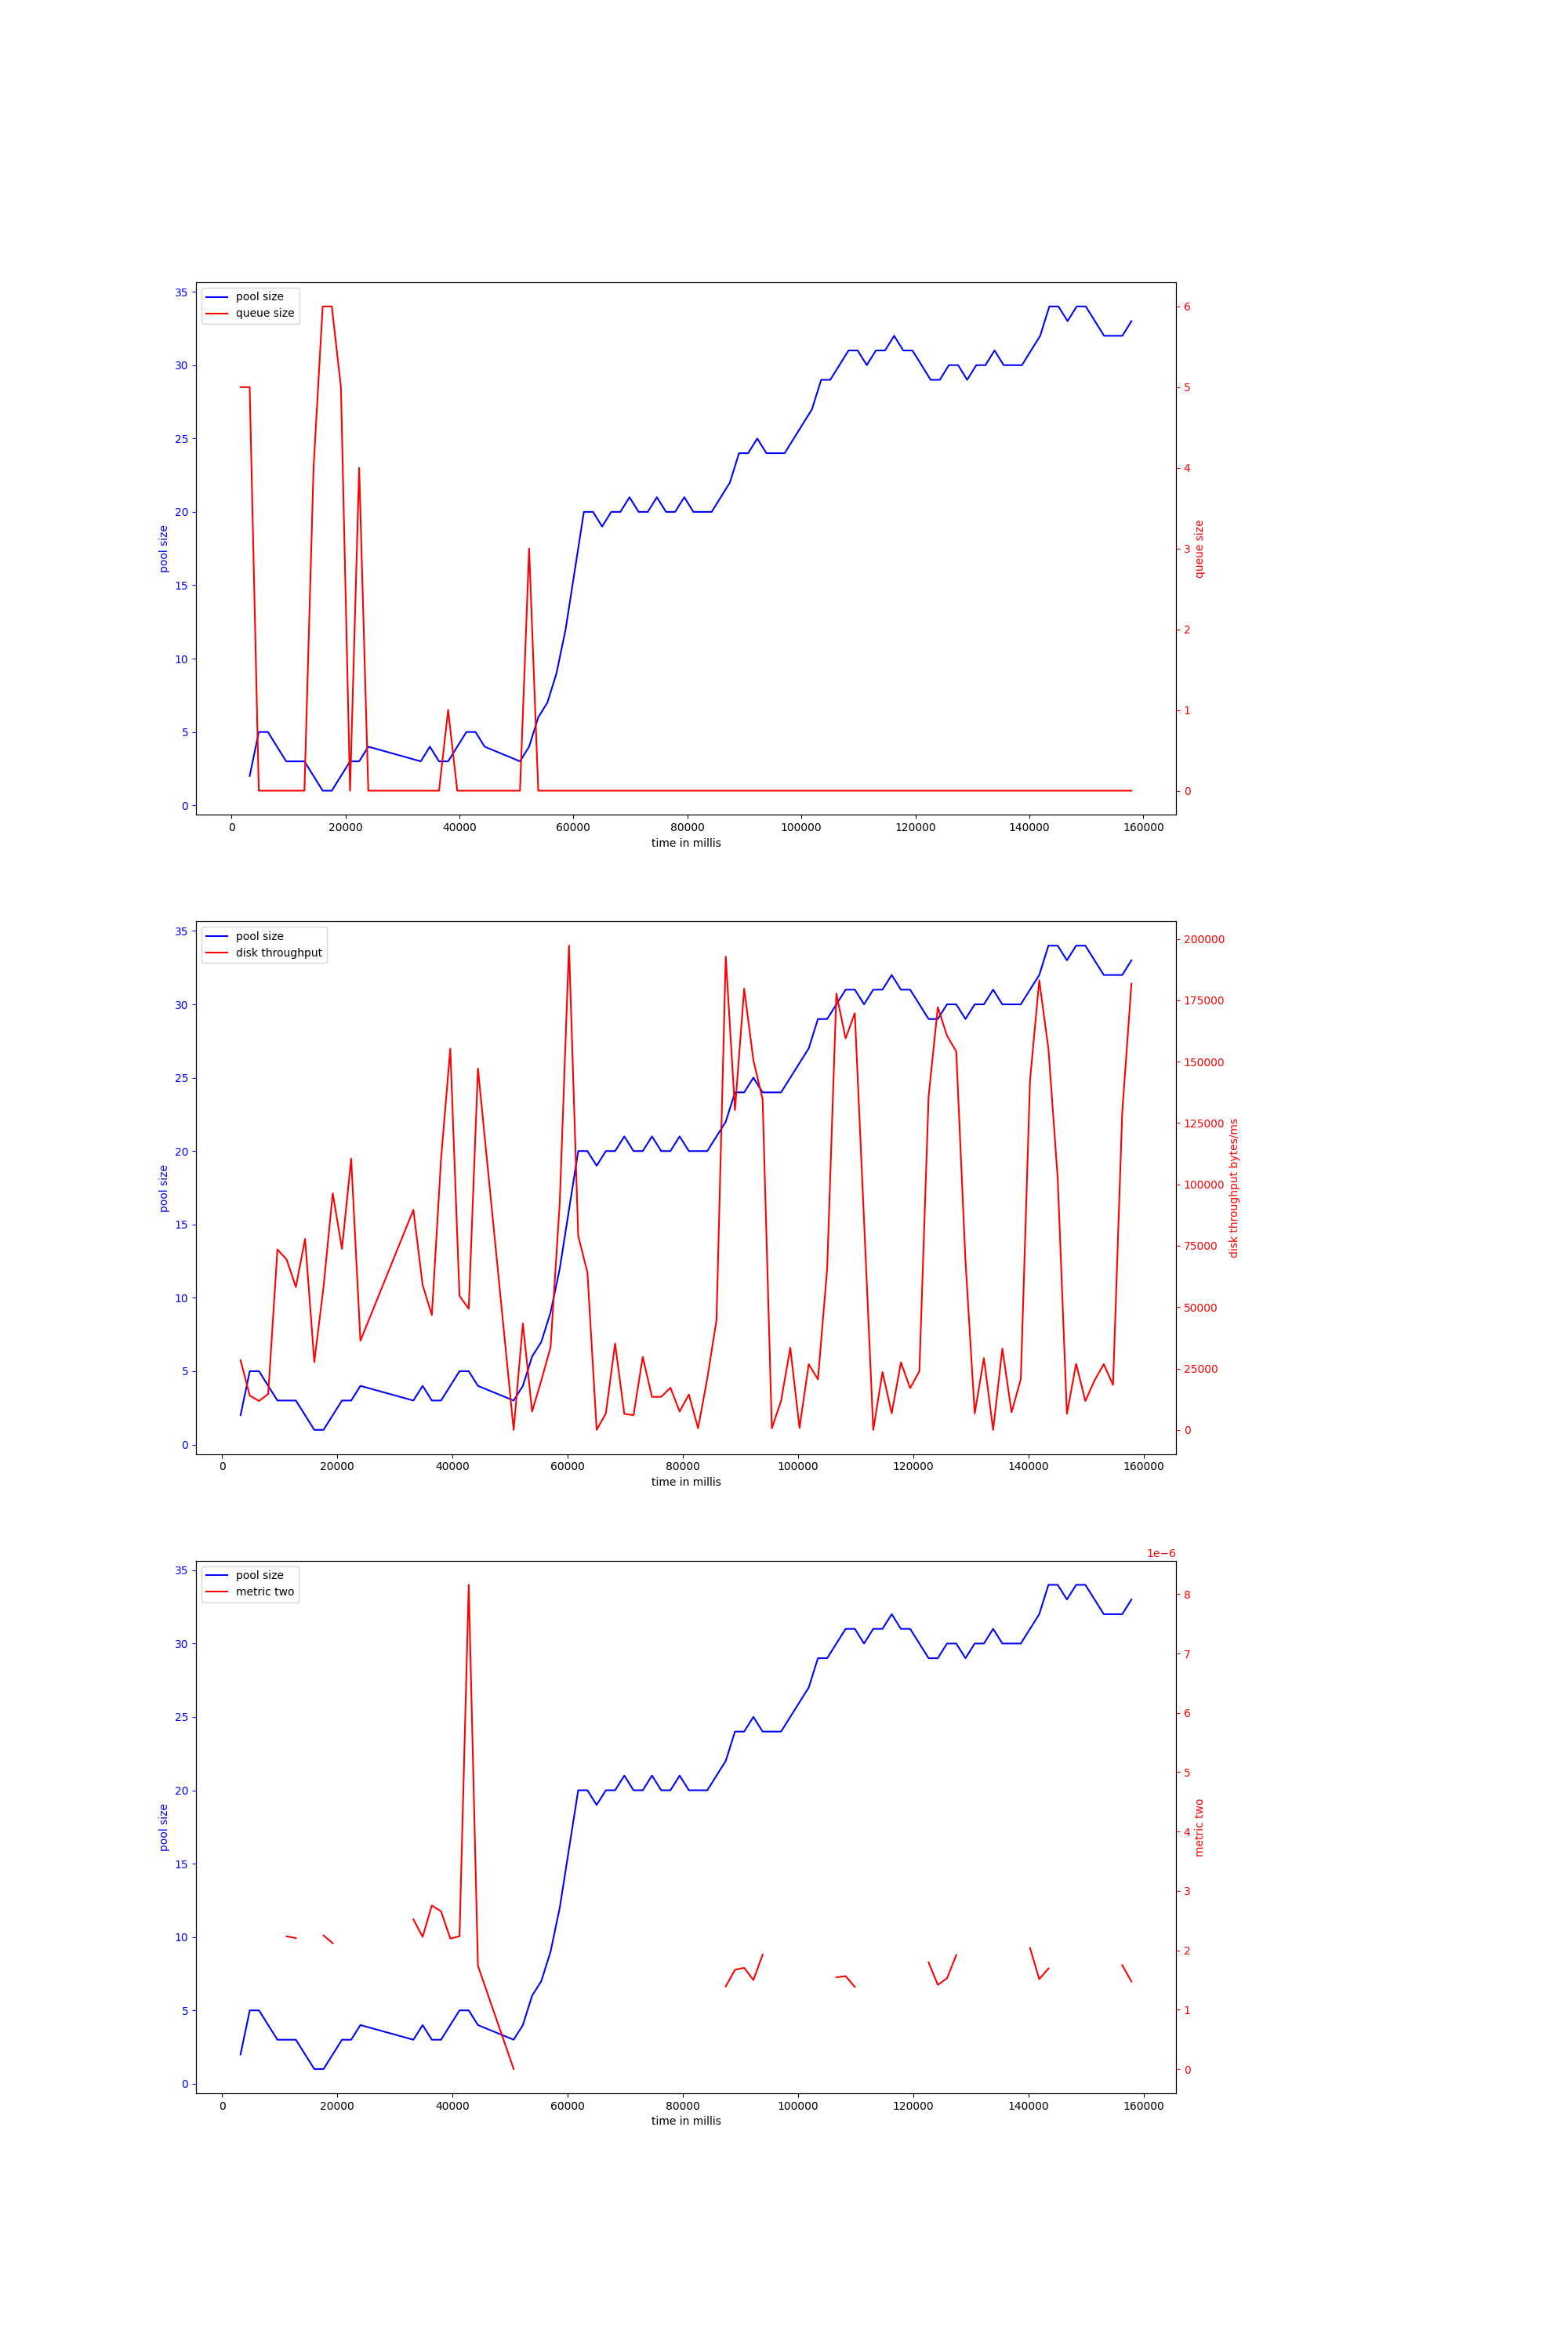 pool size
queue size
35
30
25
20
15
10
5
0
pool size
6
5
4
3
2
1
0
queue size
0 20000 40000 60000 80000 100000 120000 140000 160000
time in millis
pool size
disk throughput
35
30
25
20
15
10
5
0
pool size
200000
175000
150000
125000
100000
75000
50000
25000
0
disk throughput bytes/ms
0 20000 40000 60000 80000 100000 120000 140000 160000
time in millis
1e−6
pool size
metric two
35
30
25
20
15
10
5
0
pool size
8
7
6
5
4
3
2
1
0
metric two
0 20000 40000 60000 80000 100000 120000 140000 160000
time in millis